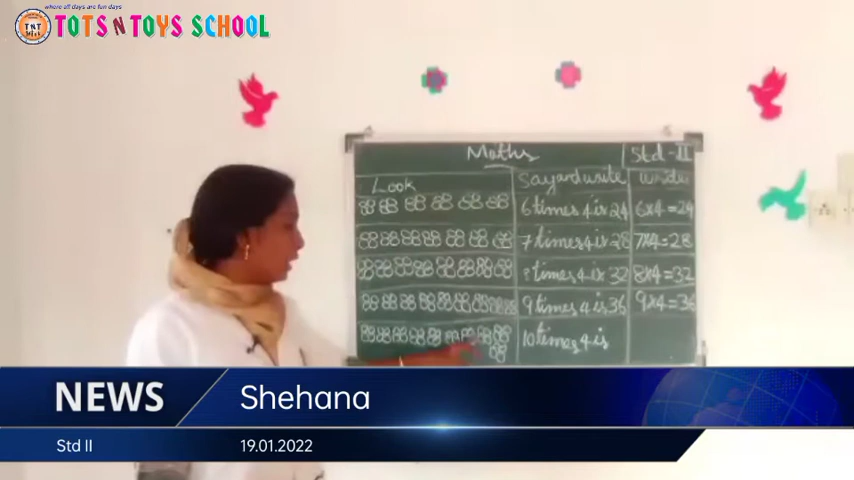 where all days are fun days
TOTS N TOYS SCHOOL
TNT
Maths
Std-II
Look
Say and write
write
6 times 4 is 24
6x4=24
7 times 4 is 28
7x4=28
8 times 4 is 32
8x4=32
9 times 4 is 36
9x4=36
10 times 4 is
NEWS
Shehana
Std II
19.01.2022